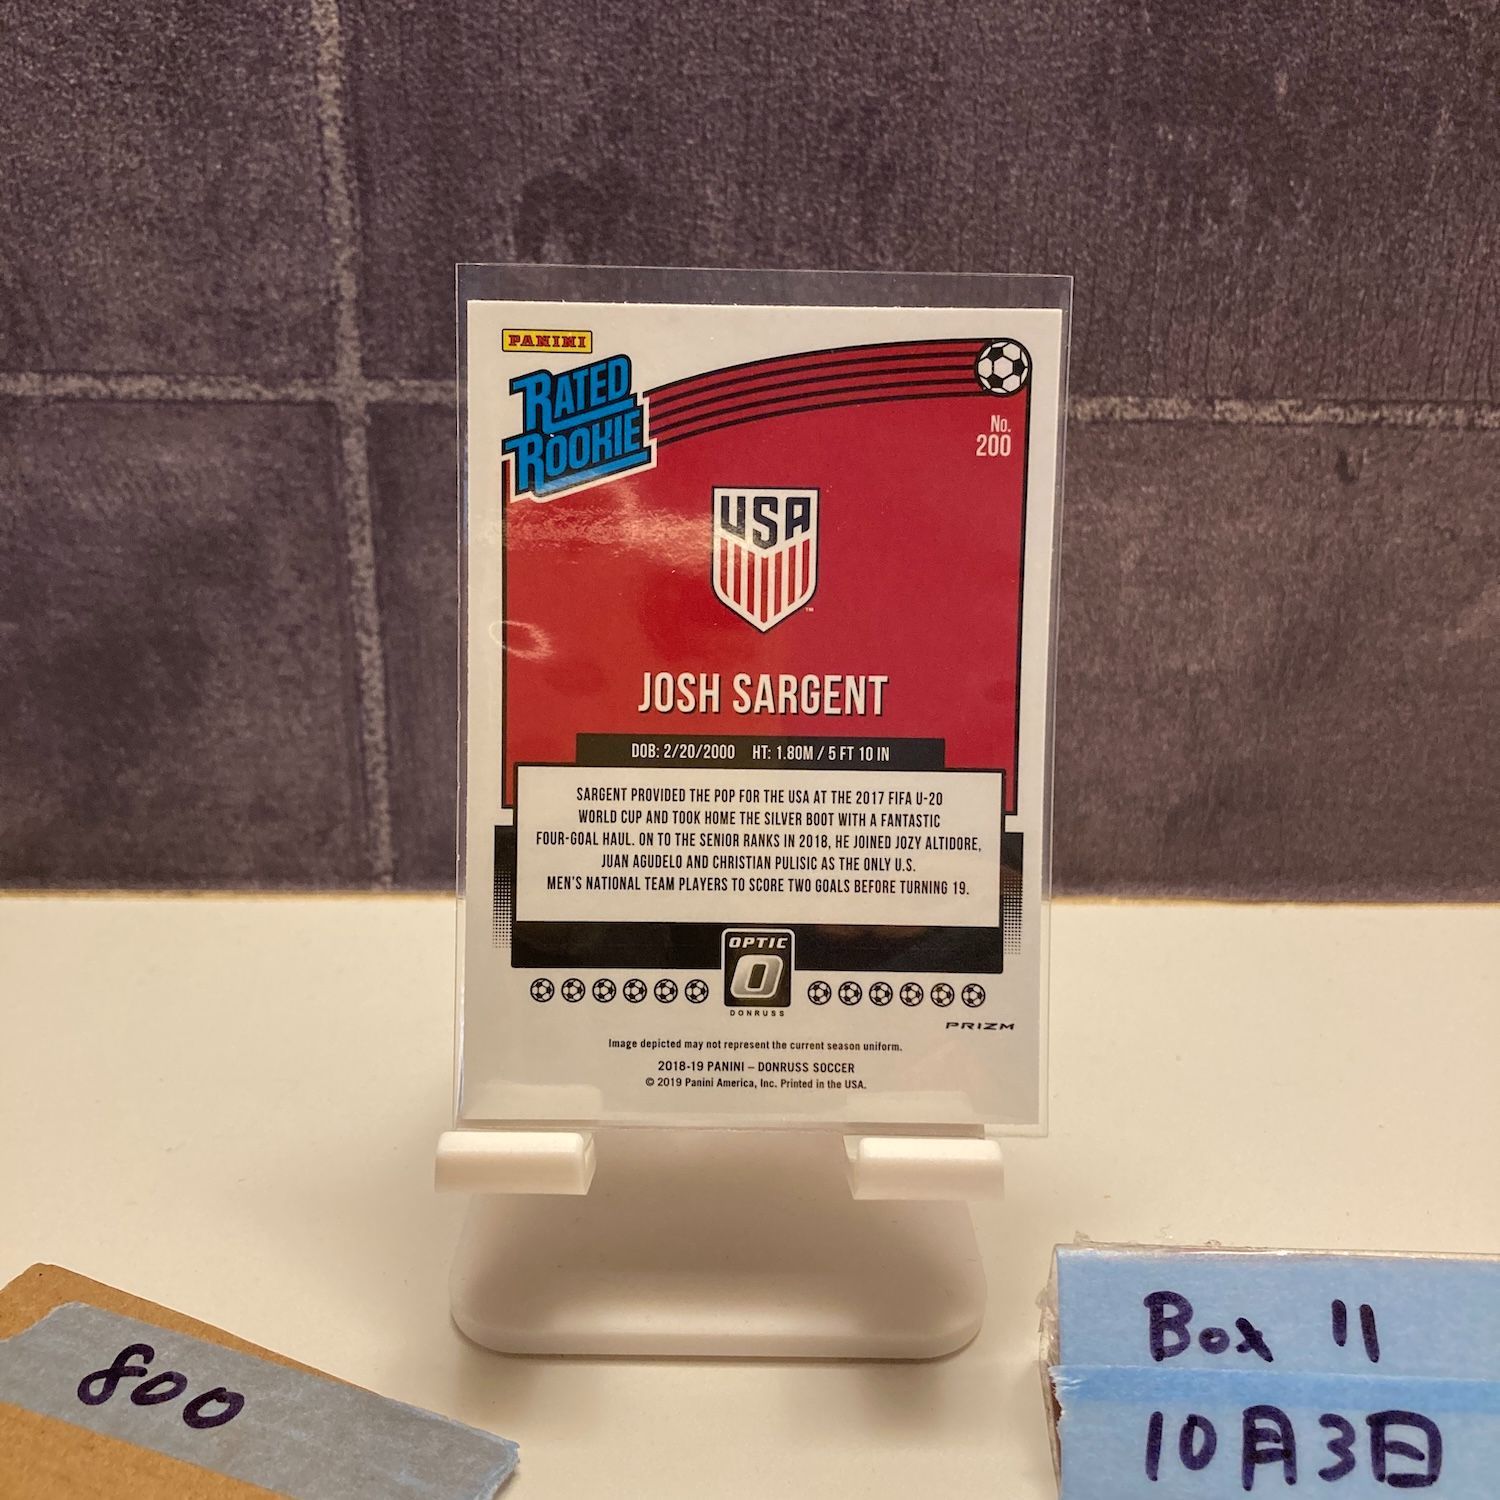 PANINI
RATED
ROOKIE
No.
200
USA
™
JOSH SARGENT
DOB: 2/20/2000 HT: 1.80M / 5 FT 10 IN
SARGENT PROVIDED THE POP FOR THE USA AT THE 2017 FIFA U-20
WORLD CUP AND TOOK HOME THE SILVER BOOT WITH A FANTASTIC
FOUR-GOAL HAUL. ON TO THE SENIOR RANKS IN 2018, HE JOINED JOZY ALTIDORE,
JUAN AGUDELO AND CHRISTIAN PULISIC AS THE ONLY U.S.
MEN'S NATIONAL TEAM PLAYERS TO SCORE TWO GOALS BEFORE TURNING 19.
OPTIC
O
DONRUSS
PRIZM
Image depicted may not represent the current season uniform.
2018-19 PANINI – DONRUSS SOCCER
© 2019 Panini America, Inc. Printed in the USA.
800
Box 11
10月3日